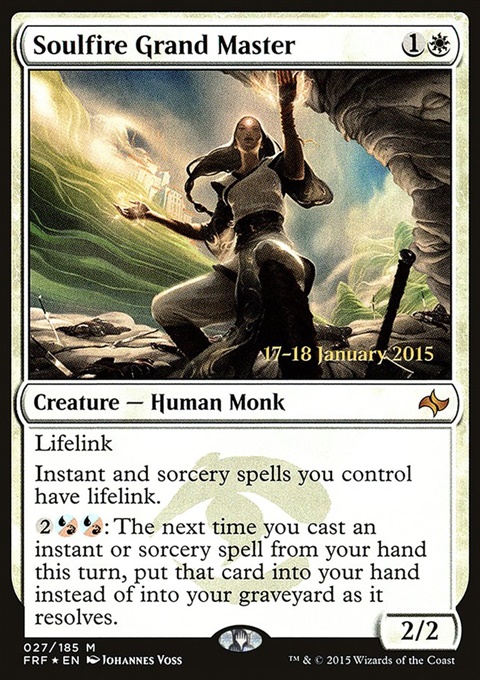 Soulfire Grand Master 1
17–18 January 2015
Creature — Human Monk
Lifelink
Instant and sorcery spells you control
have lifelink.
2: The next time you cast an
instant or sorcery spell from your hand
this turn, put that card into your hand
instead of into your graveyard as it
resolves.
2/2
027/185 M
FRF ★ EN Johannes Voss
™ & © 2015 Wizards of the Coast